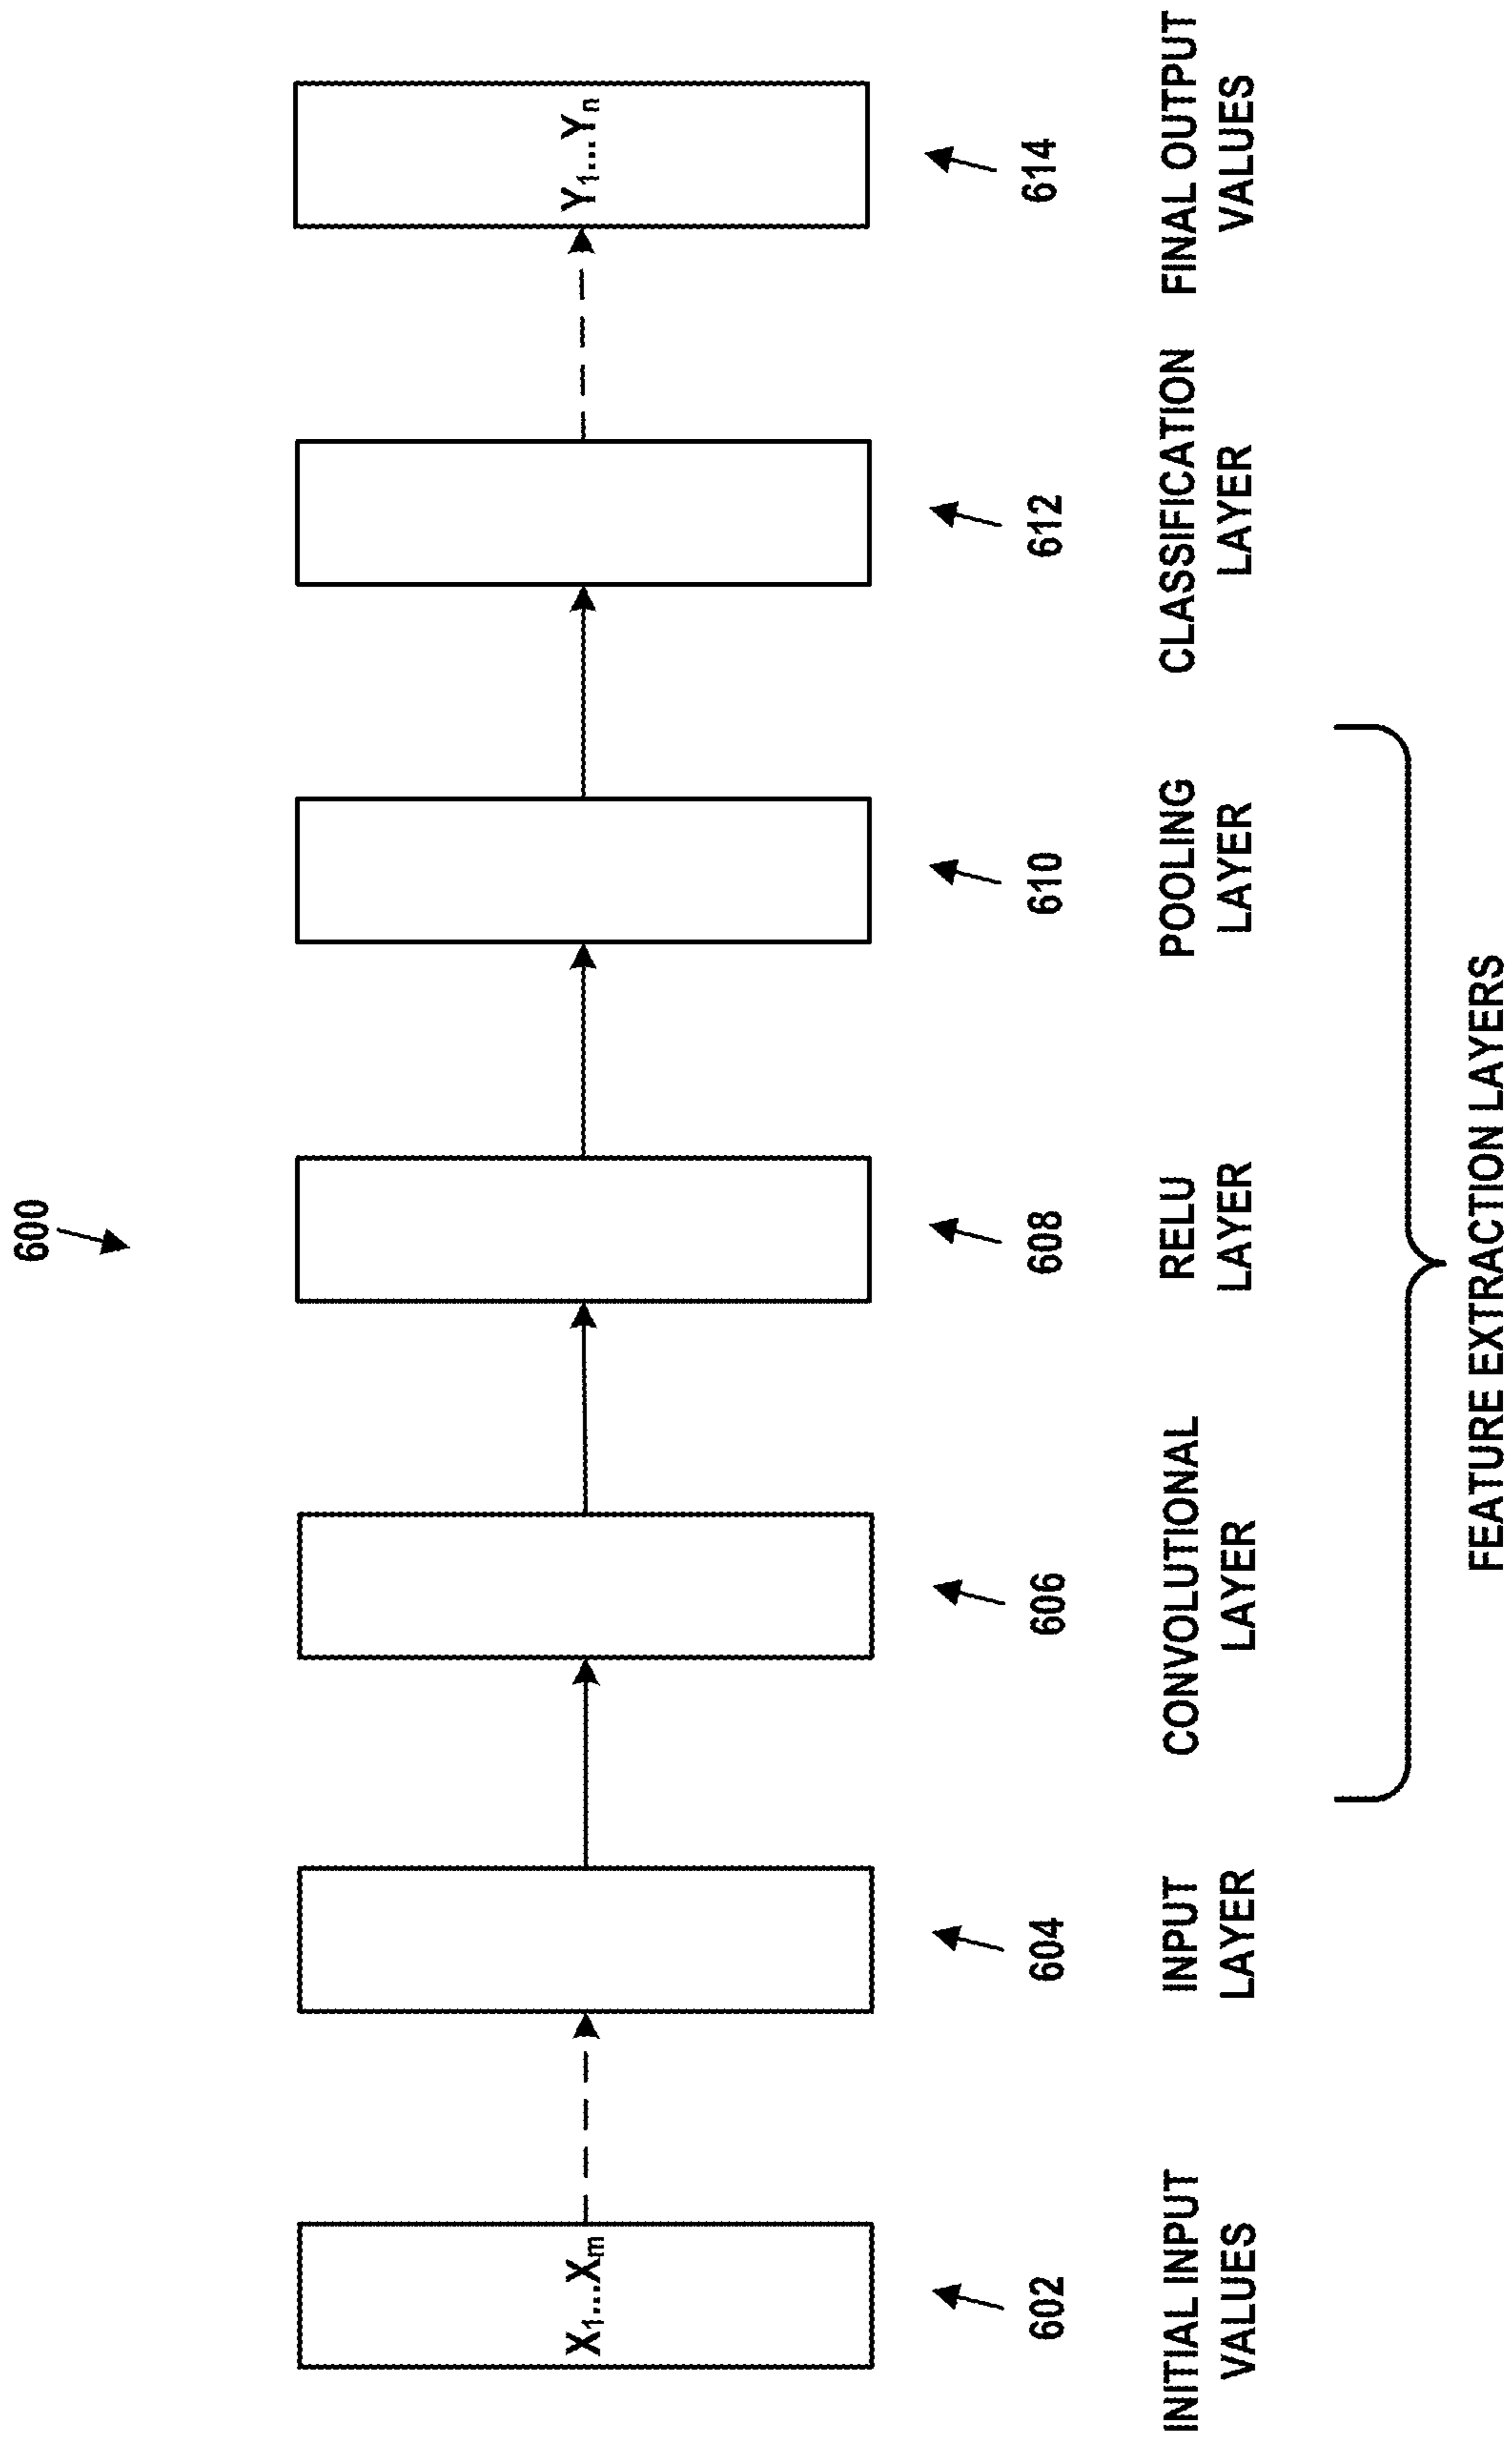 600
X1...Xm
Y1...Yn
602
604
606
608
610
612
614
INITIAL INPUT
VALUES
INPUT
LAYER
CONVOLUTIONAL
LAYER
RELU
LAYER
POOLING
LAYER
CLASSIFICATION
LAYER
FINAL OUTPUT
VALUES
FEATURE EXTRACTION LAYERS